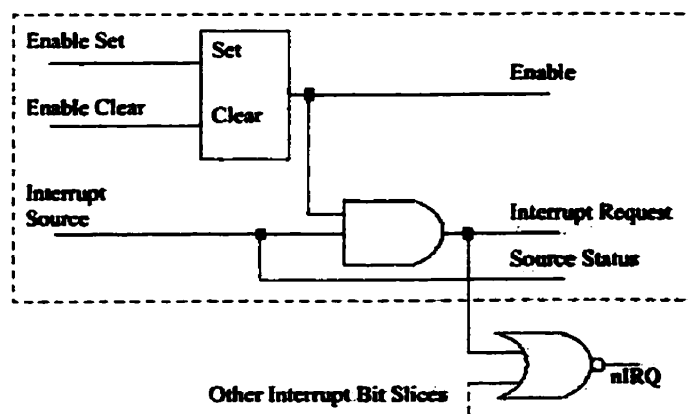 Enable Set
Set
Enable
Enable Clear
Clear
Interrupt
Source
Interrupt Request
Source Status
nIRQ
Other Interrupt Bit Slices